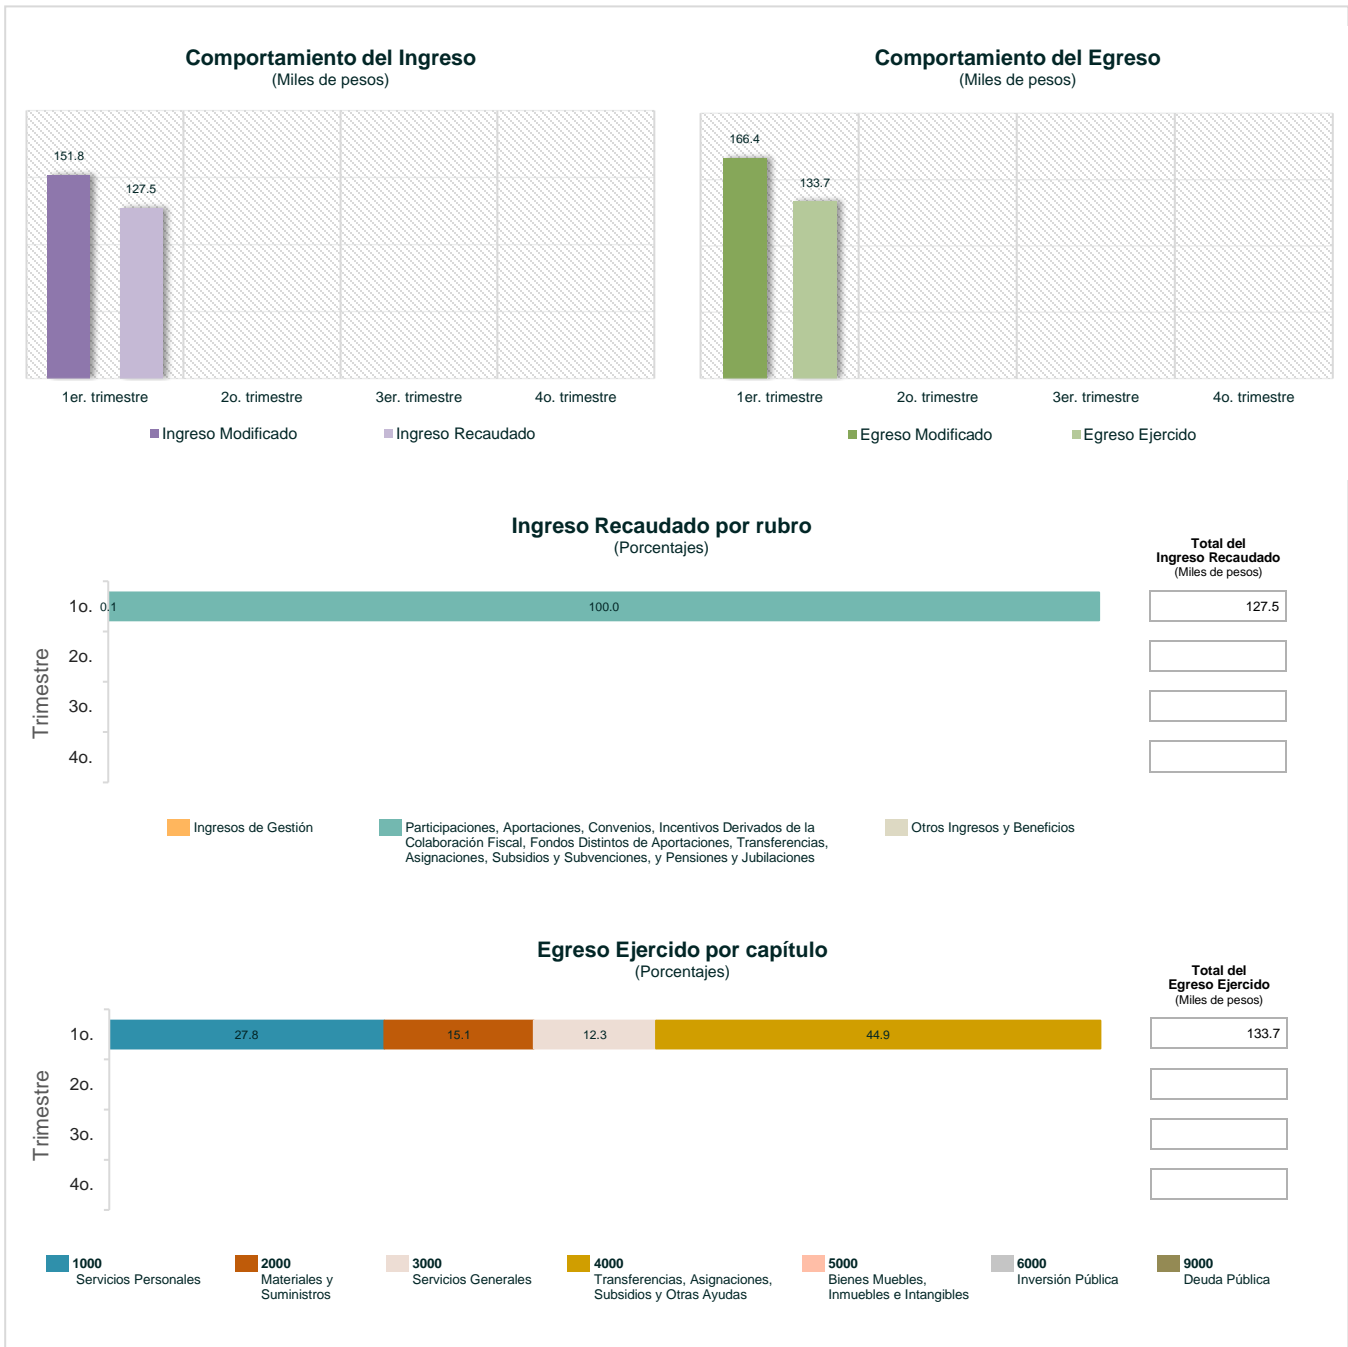 Comportamiento del Ingreso
(Miles de pesos)
151.8
127.5
1er. trimestre
2o. trimestre
3er. trimestre
4o. trimestre
Ingreso Modificado
Ingreso Recaudado
Comportamiento del Egreso
(Miles de pesos)
166.4
133.7
1er. trimestre
2o. trimestre
3er. trimestre
4o. trimestre
Egreso Modificado
Egreso Ejercido
Ingreso Recaudado por rubro
(Porcentajes)
Total del
Ingreso Recaudado
(Miles de pesos)
Trimestre
1o.
0.1
100.0
127.5
2o.
3o.
4o.
Ingresos de Gestión
Participaciones, Aportaciones, Convenios, Incentivos Derivados de la
Colaboración Fiscal, Fondos Distintos de Aportaciones, Transferencias,
Asignaciones, Subsidios y Subvenciones, y Pensiones y Jubilaciones
Otros Ingresos y Beneficios
Egreso Ejercido por capítulo
(Porcentajes)
Total del
Egreso Ejercido
(Miles de pesos)
Trimestre
1o.
27.8
15.1
12.3
44.9
133.7
2o.
3o.
4o.
1000
Servicios Personales
2000
Materiales y
Suministros
3000
Servicios Generales
4000
Transferencias, Asignaciones,
Subsidios y Otras Ayudas
5000
Bienes Muebles,
Inmuebles e Intangibles
6000
Inversión Pública
9000
Deuda Pública